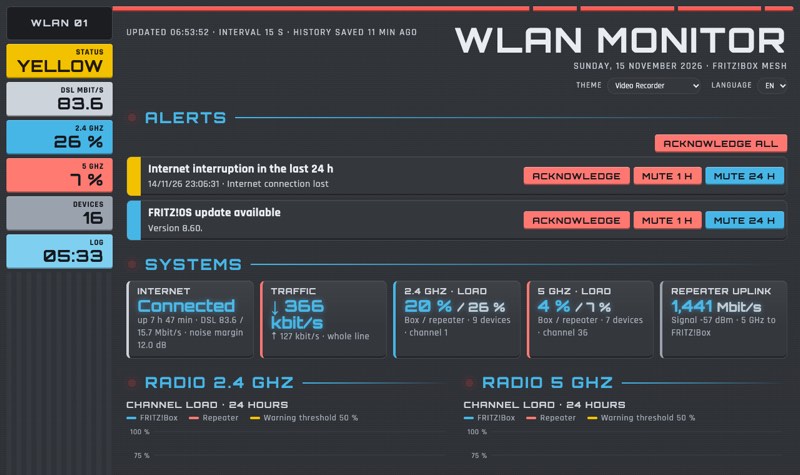 WLAN 01
STATUS
YELLOW
DSL MBIT/S
83.6
2.4 GHZ
26 %
5 GHZ
7 %
DEVICES
16
LOG
05:33
UPDATED 06:53:52 · INTERVAL 15 S · HISTORY SAVED 11 MIN AGO
WLAN MONITOR
SUNDAY, 15 NOVEMBER 2026 · FRITZ!BOX MESH
THEME Video Recorder LANGUAGE EN
ALERTS
ACKNOWLEDGE ALL
Internet interruption in the last 24 h
14/11/26 23:06:31 · Internet connection lost
ACKNOWLEDGE MUTE 1 H MUTE 24 H
FRITZ!OS update available
Version 8.60.
ACKNOWLEDGE MUTE 1 H MUTE 24 H
SYSTEMS
INTERNET
Connected
up 7 h 47 min · DSL 83.6 /
15.7 Mbit/s · noise margin
12.0 dB
TRAFFIC
↓ 366
kbit/s
↑ 127 kbit/s · whole line
2.4 GHZ · LOAD
20 % / 26 %
Box / repeater · 9 devices
· channel 1
5 GHZ · LOAD
4 % / 7 %
Box / repeater · 7 devices
· channel 36
REPEATER UPLINK
1,441 Mbit/s
Signal -57 dBm · 5 GHz to
FRITZ!Box
RADIO 2.4 GHZ
CHANNEL LOAD · 24 HOURS
FRITZ!Box Repeater Warning threshold 50 %
100 %
75 %
RADIO 5 GHZ
CHANNEL LOAD · 24 HOURS
FRITZ!Box Repeater Warning threshold 50 %
100 %
75 %